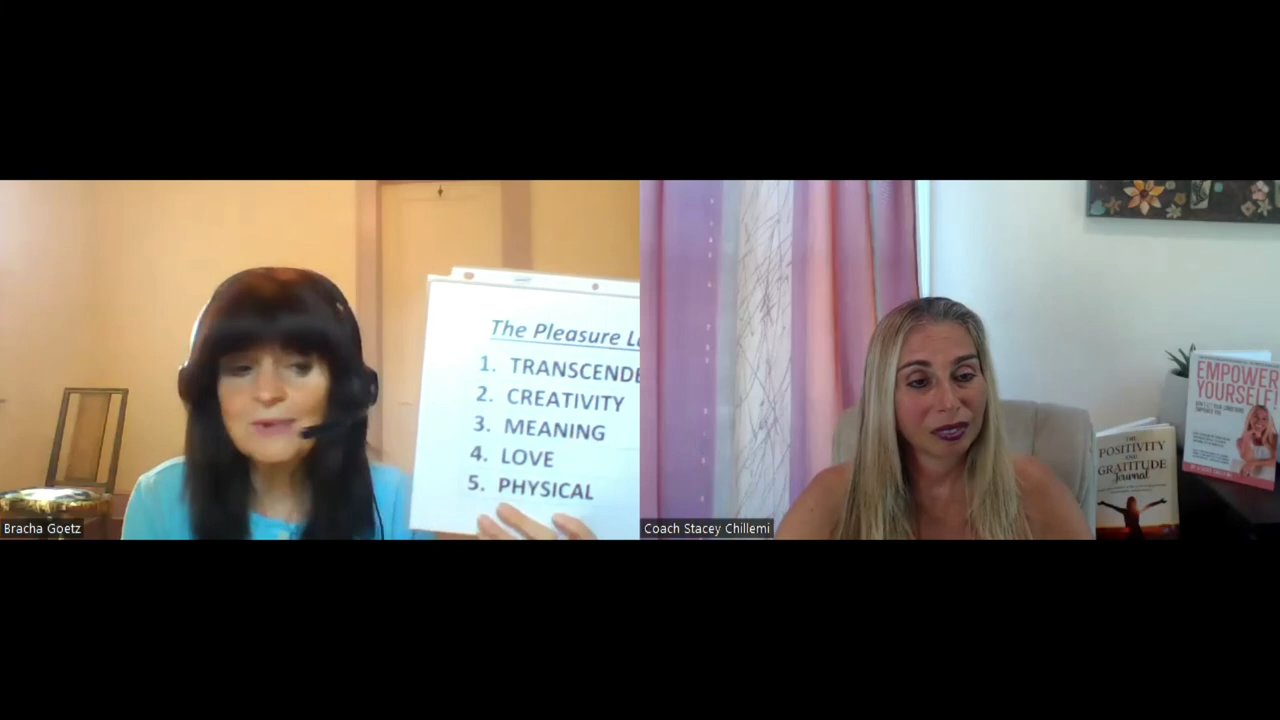 The Pleasure L
1. TRANSCENDE
2. CREATIVITY
3. MEANING
4. LOVE
5. PHYSICAL
Bracha Goetz
Coach Stacey Chillemi
THE
POSITIVITY
AND
GRATITUDE
Journal
EMPOWER
YOURSELF!